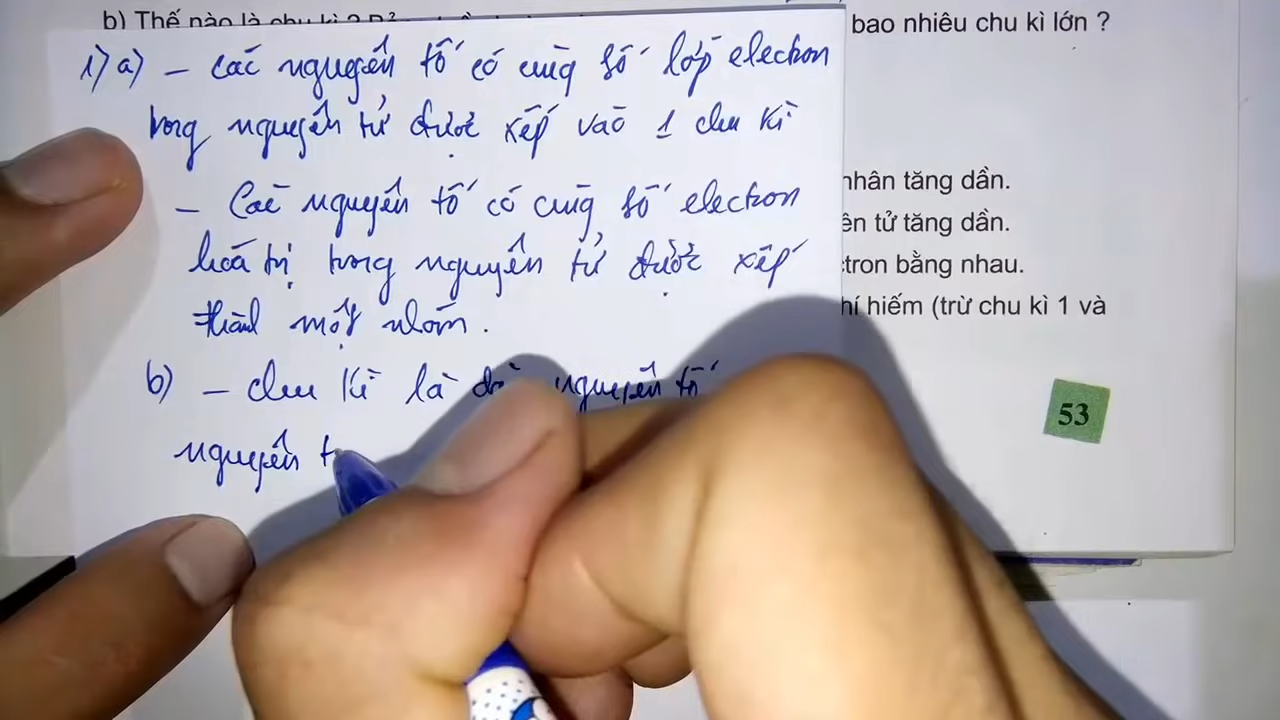 b) Thế nào là chu kì ?
bao nhiêu chu kì lớn ?
1) a) – Các nguyên tố có cùng số lớp electron
trong nguyên tử được xếp vào 1 chu kì
– Các nguyên tố có cùng số electron
hoá trị trong nguyên tử được xếp
thành một nhóm.
b) – Chu kì là nguyên tố
nguyên t
nhân tăng dần.
ên tử tăng dần.
tron bằng nhau.
hí hiếm (trừ chu kì 1 và
53